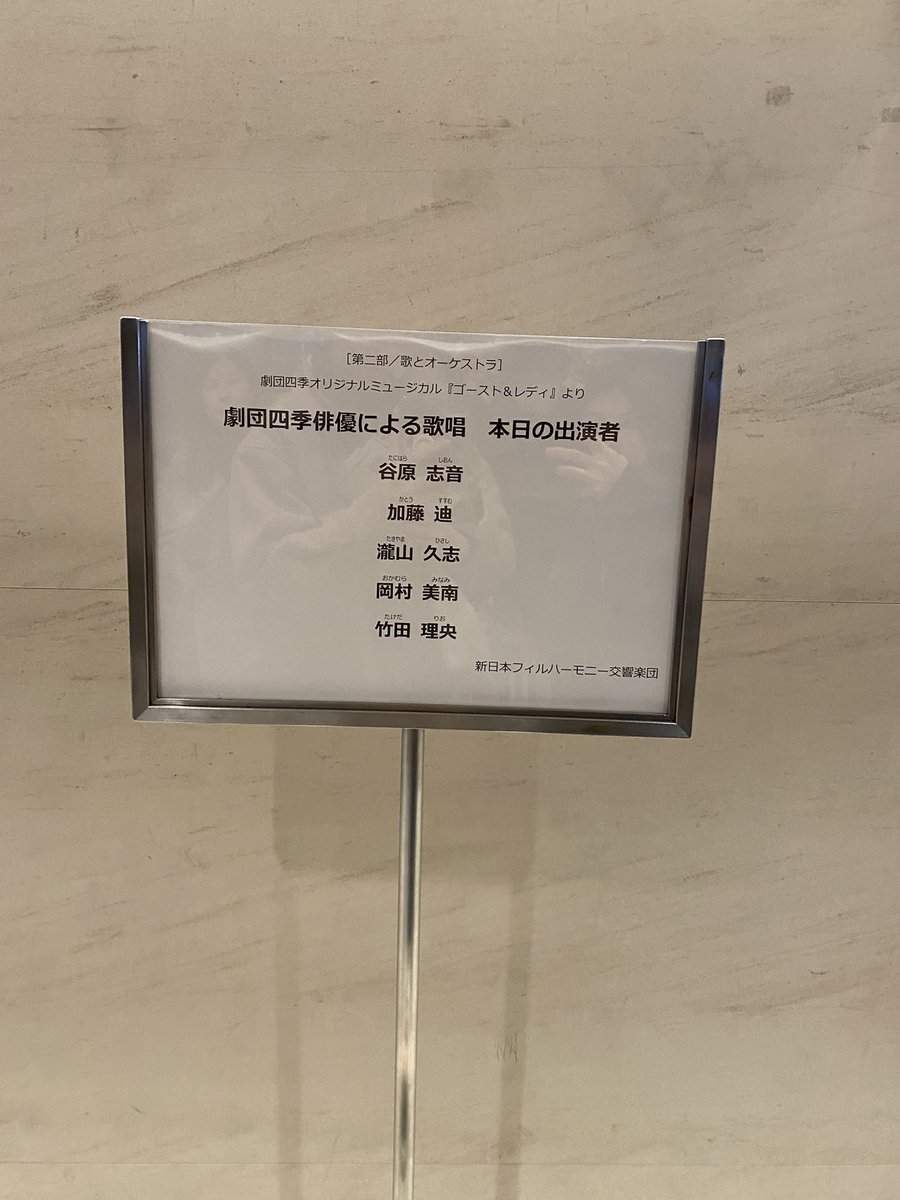 ［第二部／歌とオーケストラ］
劇団四季オリジナルミュージカル『ゴースト＆レディ』より
劇団四季俳優による歌唱　本日の出演者
たにはら しおん
谷原 志音
かとう すすむ
加藤 迪
たきやま ひさし
瀧山 久志
おかむら みなみ
岡村 美南
たけだ りお
竹田 理央
新日本フィルハーモニー交響楽団